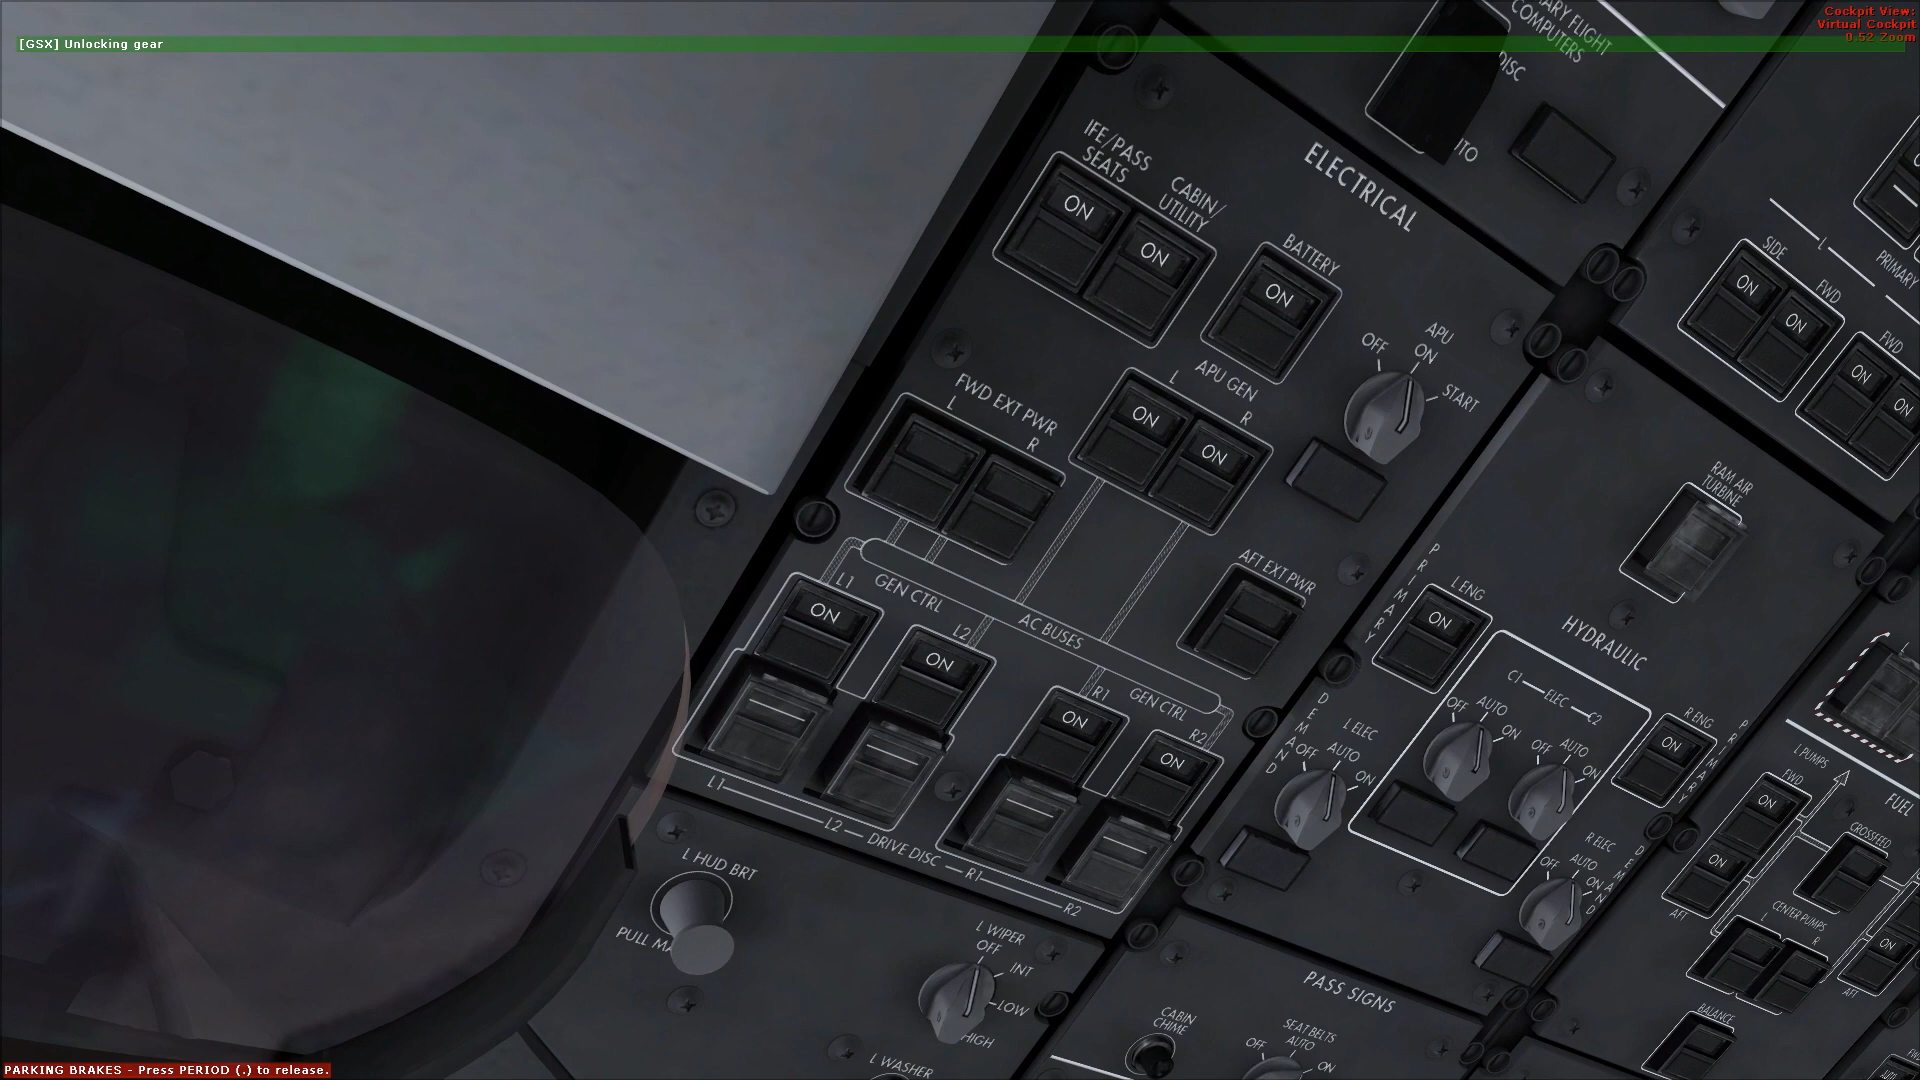 [GSX] Unlocking gear
Cockpit View:
Virtual Cockpit
0.52 Zoom
FLIGHT
COMPUTERS
DISC
ELECTRICAL
IFE/PASS
SEATS
ON
CABIN/
UTILITY
ON
BATTERY
ON
APU
OFF
ON
START
FWD EXT PWR
L
R
APU GEN
L
R
ON
ON
AFT EXT PWR
L1
GEN CTRL
L2
ON
ON
AC BUSES
R1
GEN CTRL
R2
ON
ON
L1
L2
DRIVE DISC
R1
R2
SIDE
L
FWD
PRIMARY
ON
ON
FWD
ON
ON
RAM AIR
TURBINE
HYDRAULIC
PRIMARY
L ENG
ON
C1
ELEC
C2
OFF
AUTO
ON
OFF
AUTO
ON
R ENG
PRIMARY
ON
DEMAND
L ELEC
OFF
AUTO
ON
R ELEC
DEMAND
OFF
AUTO
ON
L PUMPS
FWD
ON
ON
AFT
FUEL
CROSSFEED
CENTER PUMPS
L
R
ON
AFT
BALANCE
L HUD BRT
PULL
L WIPER
OFF
INT
LOW
HIGH
L WASHER
PASS SIGNS
CABIN
CHIME
SEAT BELTS
OFF
AUTO
ON
PARKING BRAKES - Press PERIOD (.) to release.